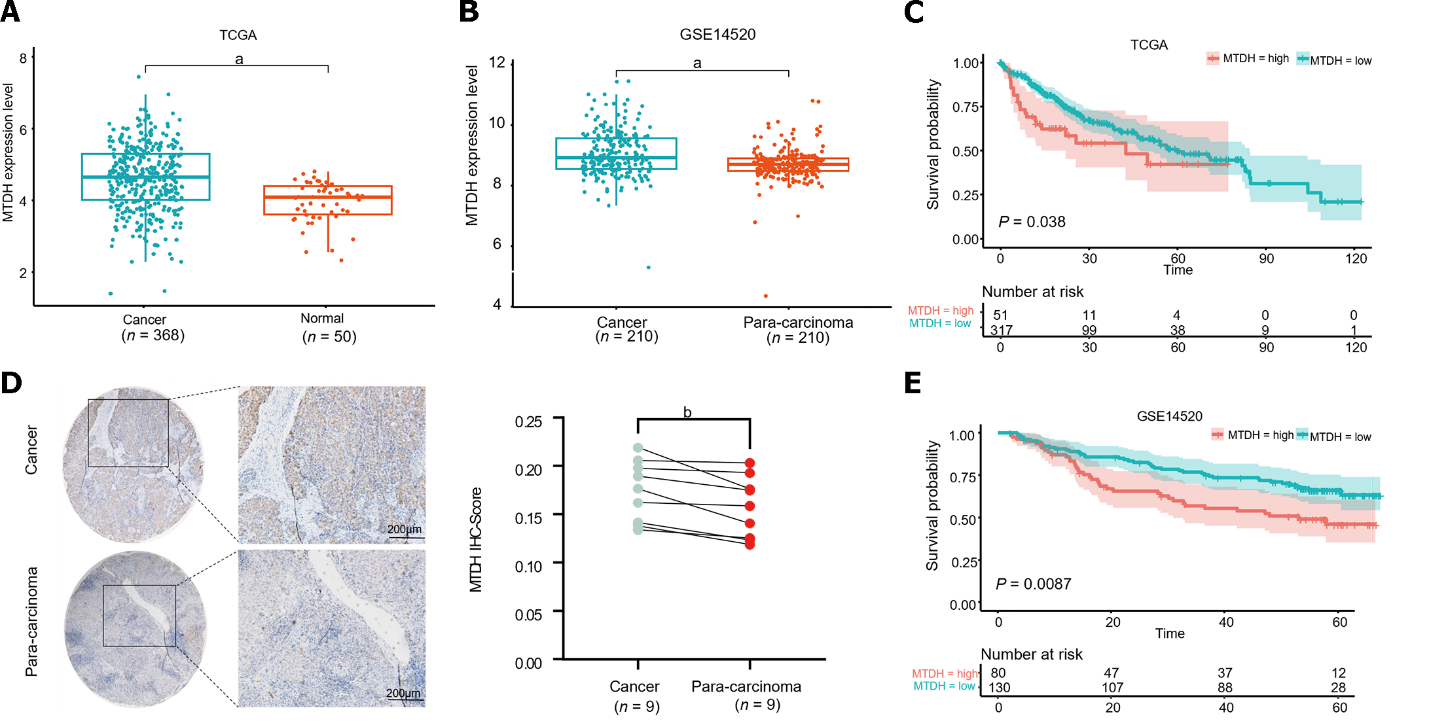 A
TCGA
MTDH expression level
8
6
4
2
a
Cancer
(n = 368)
Normal
(n = 50)
B
GSE14520
MTDH expression level
12
10
8
6
4
a
Cancer
(n = 210)
Para-carcinoma
(n = 210)
C
TCGA
MTDH = high
MTDH = low
Survival probability
1.00
0.75
0.50
0.25
0.00
P = 0.038
0 30 60 90 120
Time
Number at risk
MTDH = high 51 11 4 0 0
MTDH = low 317 99 38 9 1
0 30 60 90 120
D
Cancer
200μm
Para-carcinoma
200μm
MTDH IHC-Score
0.25
0.20
0.15
0.10
0.05
0.00
b
Cancer
(n = 9)
Para-carcinoma
(n = 9)
E
GSE14520
MTDH = high
MTDH = low
Survival probability
1.00
0.75
0.50
0.25
0.00
P = 0.0087
0 20 40 60
Time
Number at risk
MTDH = high 80 47 37 12
MTDH = low 130 107 88 28
0 20 40 60